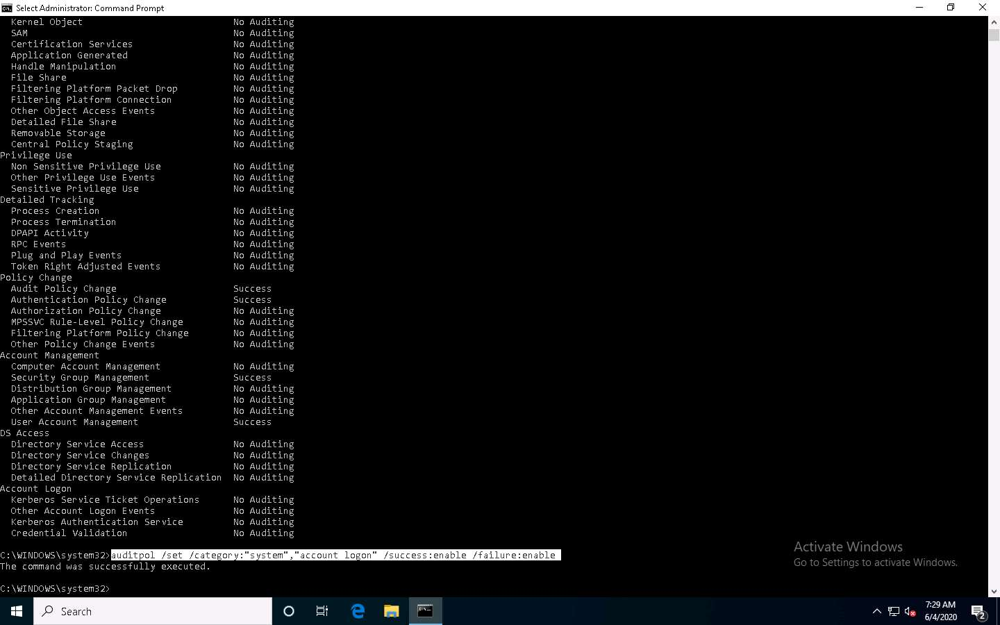 Select Administrator: Command Prompt
Kernel Object No Auditing
SAM No Auditing
Certification Services No Auditing
Application Generated No Auditing
Handle Manipulation No Auditing
File Share No Auditing
Filtering Platform Packet Drop No Auditing
Filtering Platform Connection No Auditing
Other Object Access Events No Auditing
Detailed File Share No Auditing
Removable Storage No Auditing
Central Policy Staging No Auditing
Privilege Use
Non Sensitive Privilege Use No Auditing
Other Privilege Use Events No Auditing
Sensitive Privilege Use No Auditing
Detailed Tracking
Process Creation No Auditing
Process Termination No Auditing
DPAPI Activity No Auditing
RPC Events No Auditing
Plug and Play Events No Auditing
Token Right Adjusted Events No Auditing
Policy Change
Audit Policy Change Success
Authentication Policy Change Success
Authorization Policy Change No Auditing
MPSSVC Rule-Level Policy Change No Auditing
Filtering Platform Policy Change No Auditing
Other Policy Change Events No Auditing
Account Management
Computer Account Management No Auditing
Security Group Management Success
Distribution Group Management No Auditing
Application Group Management No Auditing
Other Account Management Events No Auditing
User Account Management Success
DS Access
Directory Service Access No Auditing
Directory Service Changes No Auditing
Directory Service Replication No Auditing
Detailed Directory Service Replication No Auditing
Account Logon
Kerberos Service Ticket Operations No Auditing
Other Account Logon Events No Auditing
Kerberos Authentication Service No Auditing
Credential Validation No Auditing
C:\WINDOWS\system32>auditpol /set /category:"system","account logon" /success:enable /failure:enable
The command was successfully executed.
C:\WINDOWS\system32>
Activate Windows
Go to Settings to activate Windows.
Search
7:29 AM
6/4/2020
2